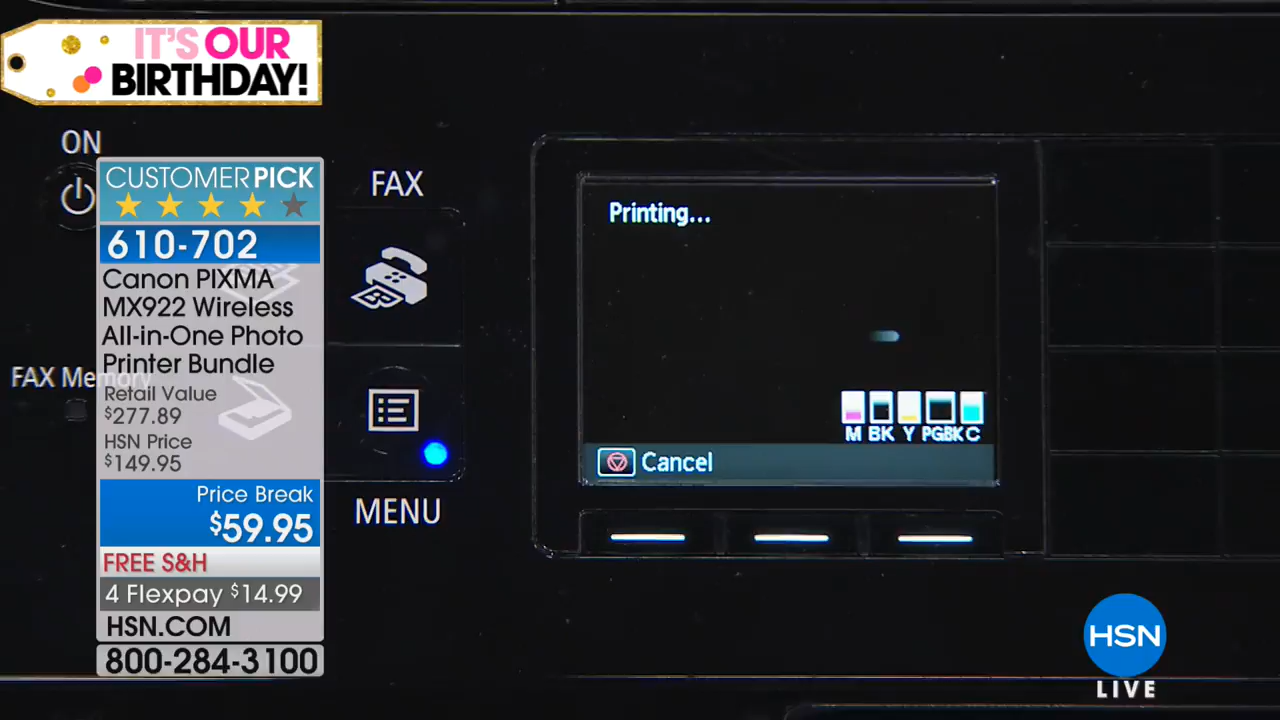 IT'S OUR
BIRTHDAY!
ON
CUSTOMER PICK
610-702
Canon PIXMA
MX922 Wireless
All-in-One Photo
Printer Bundle
Retail Value
$277.89
HSN Price
$149.95
Price Break
$59.95
FREE S&H
4 Flexpay $14.99
HSN.COM
800-284-3100
FAX Memory
FAX
MENU
Printing...
M BK Y PGBK C
Cancel
HSN
LIVE